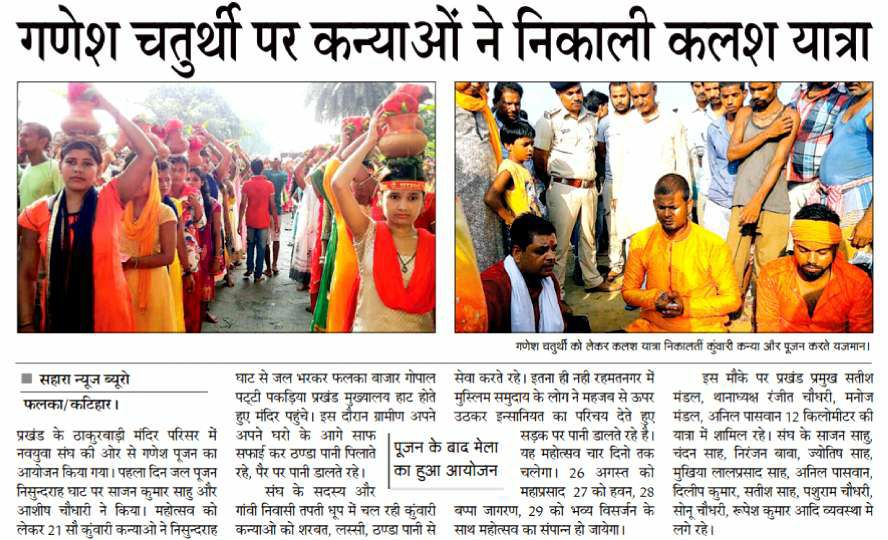 गणेश चतुर्थी पर कन्याओं ने निकाली कलश यात्रा
गणेश चतुर्थी को लेकर कलश यात्रा निकालतीं कुंवारी कन्या और पूजन करते यजमान।
सहारा न्यूज ब्यूरो
फलका/कटिहार।
प्रखंड के ठाकुरबाड़ी मंदिर परिसर में
नवयुवा संघ की ओर से गणेश पूजन का
आयोजन किया गया। पहला दिन जल पूजन
निसुन्दराह घाट पर साजन कुमार साहु और
आशीष चौधारी ने किया। महोत्सव को
लेकर 21 सौ कुंवारी कन्याओ ने निसुन्दराह
घाट से जल भरकर फलका बाजार गोपाल
पट्टी पकड़िया प्रखंड मुख्यालय हाट होते
हुए मंदिर पहुंचे। इस दौरान ग्रामीण अपने
अपने घरो के आगे साफ
सफाई कर ठण्डा पानी पिलाते
रहे, पैर पर पानी डालते रहे।
संघ के सदस्य और
गांवी निवासी तपती धूप में चल रही कुंवारी
कन्याओ को शरबत, लस्सी, ठण्डा पानी से
पूजन के बाद मेला
का हुआ आयोजन
सेवा करते रहे। इतना ही नही रहमतनगर में
मुस्लिम समुदाय के लोग ने महजब से ऊपर
उठकर इन्सानियत का परिचय देते हुए
सड़क पर पानी डालते रहे है।
यह महोत्सव चार दिनो तक
चलेगा। 26 अगस्त को
महाप्रसाद 27 को हवन, 28
बप्पा जागरण, 29 को भव्य विसर्जन के
साथ महोत्सव का संपन्न हो जायेगा।
इस मौके पर प्रखंड प्रमुख सतीश
मंडल, थानाध्यक्ष रंजीत चौधरी, मनोज
मंडल, अनिल पासवान 12 किलोमीटर की
यात्रा में शामिल रहे। संघ के साजन साहु,
चंदन साह, निरंजन बाबा, ज्योतिष साह,
मुखिया लालप्रसाद साह, अनिल पासवान,
दिलीप कुमार, सतीश साह, पशुराम चौधरी,
सोनू चौधरी, रूपेश कुमार आदि व्यवस्था मे
लगे रहे।